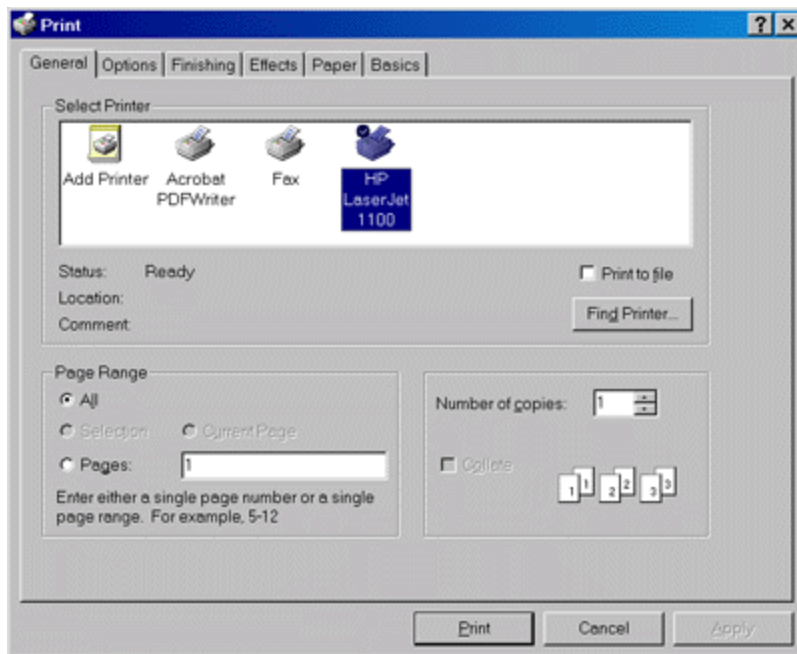 Print
General Options Finishing Effects Paper Basics
Select Printer
Add Printer Acrobat PDFWriter Fax HP LaserJet 1100
Status: Ready
Print to file
Location:
Find Printer...
Comment:
Page Range
All
Number of copies: 1
Selection Current Page
Pages: 1
Collate
1 1 2 2 3 3
Enter either a single page number or a single
page range. For example, 5-12
Print Cancel Apply